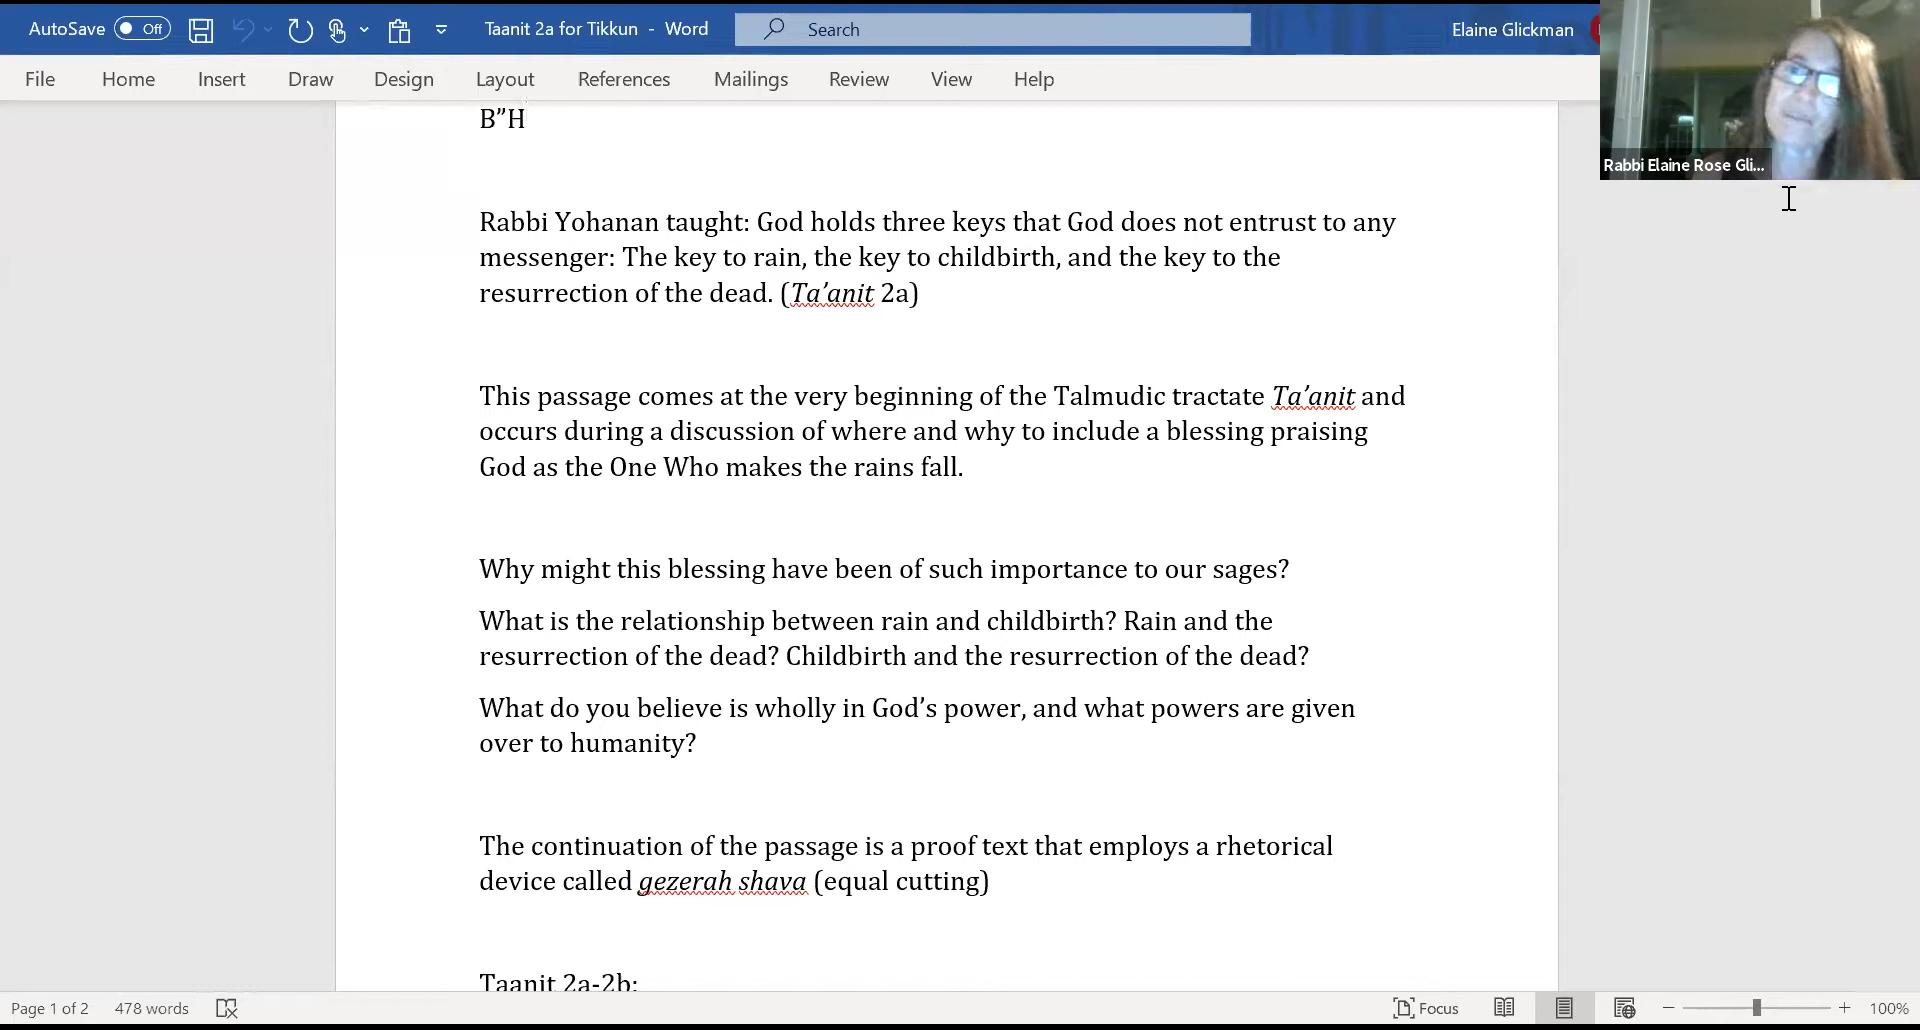 AutoSave Off Taanit 2a for Tikkun - Word Search Elaine Glickman
File Home Insert Draw Design Layout References Mailings Review View Help
Rabbi Elaine Rose Gli...
B”H
Rabbi Yohanan taught: God holds three keys that God does not entrust to any
messenger: The key to rain, the key to childbirth, and the key to the
resurrection of the dead. (Ta’anit 2a)
This passage comes at the very beginning of the Talmudic tractate Ta’anit and
occurs during a discussion of where and why to include a blessing praising
God as the One Who makes the rains fall.
Why might this blessing have been of such importance to our sages?
What is the relationship between rain and childbirth? Rain and the
resurrection of the dead? Childbirth and the resurrection of the dead?
What do you believe is wholly in God’s power, and what powers are given
over to humanity?
The continuation of the passage is a proof text that employs a rhetorical
device called gezerah shava (equal cutting)
Taanit 2a-2b:
Page 1 of 2 478 words Focus 100%